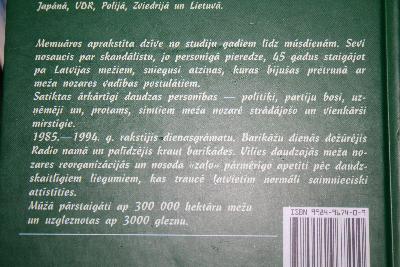 Japānā, VDR, Polijā, Zviedrijā un Lietuvā.
Memuāros aprakstīta dzīve no studiju gadiem līdz mūsdienām. Sevi
nosaucis par skandālistu, jo personīgā pieredze, 45 gadus staigājot
pa Latvijas mežiem, sniegusi atziņas, kuras bijušas pretrunā ar
meža nozares vadības postulātiem.
Satiktas ārkārtīgi daudzas personības — politiķi, partiju bosi, uz-
ņēmēji un, protams, simtiem meža nozarē strādājošo un vienkārši
mirstīgie.
1985.—1994. g. rakstījis dienasgrāmatu. Barikāžu dienās dežūrējis
Radio namā un palīdzējis kraut barikādes. Vīlies daudzajās meža no-
zares reorganizācijās un nosoda «zaļo» pārmērīgo apetīti pēc daudz-
skaitlīgiem liegumiem, kas traucē latvietim normāli saimnieciski
attīstīties.
Mūžā pārstaigāti ap 300 000 hektāru mežu
un uzgleznotas ap 3000 gleznu.
ISBN 9984-9674-0-9